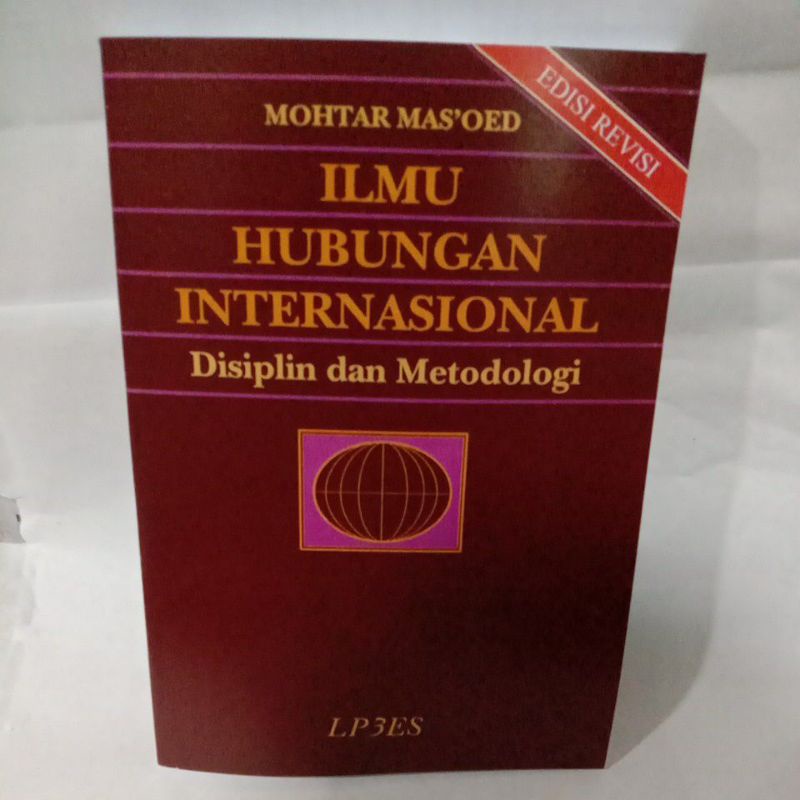 EDISI REVISI
MOHTAR MAS'OED
ILMU
HUBUNGAN
INTERNASIONAL
Disiplin dan Metodologi
LP3ES